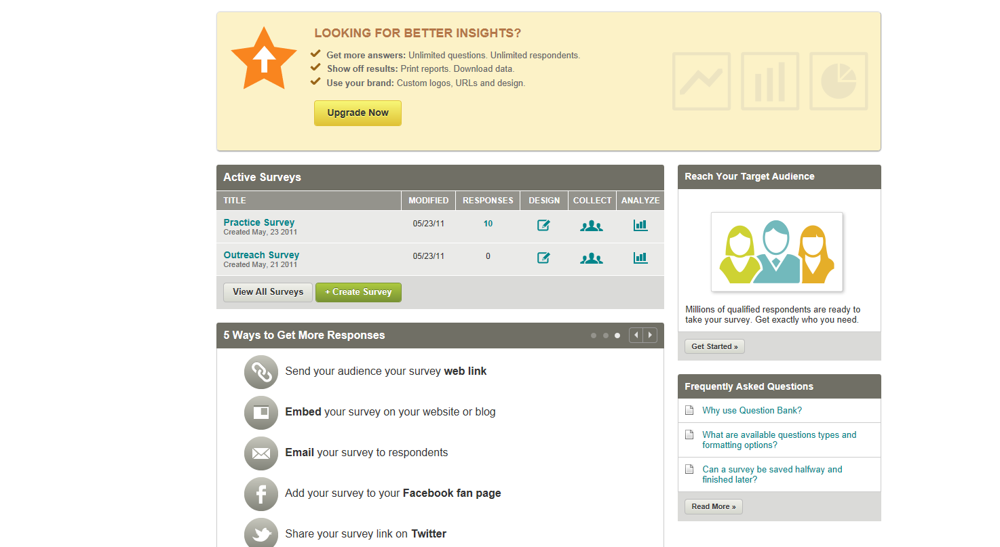 LOOKING FOR BETTER INSIGHTS?
Get more answers: Unlimited questions. Unlimited respondents.
Show off results: Print reports. Download data.
Use your brand: Custom logos, URLs and design.
Upgrade Now
Active Surveys
TITLE MODIFIED RESPONSES DESIGN COLLECT ANALYZE
Practice Survey 05/23/11 10
Created May, 23 2011
Outreach Survey 05/23/11 0
Created May, 21 2011
View All Surveys + Create Survey
5 Ways to Get More Responses
Send your audience your survey web link
Embed your survey on your website or blog
Email your survey to respondents
Add your survey to your Facebook fan page
Share your survey link on Twitter
Reach Your Target Audience
Millions of qualified respondents are ready to
take your survey. Get exactly who you need.
Get Started »
Frequently Asked Questions
Why use Question Bank?
What are available questions types and
formatting options?
Can a survey be saved halfway and
finished later?
Read More »